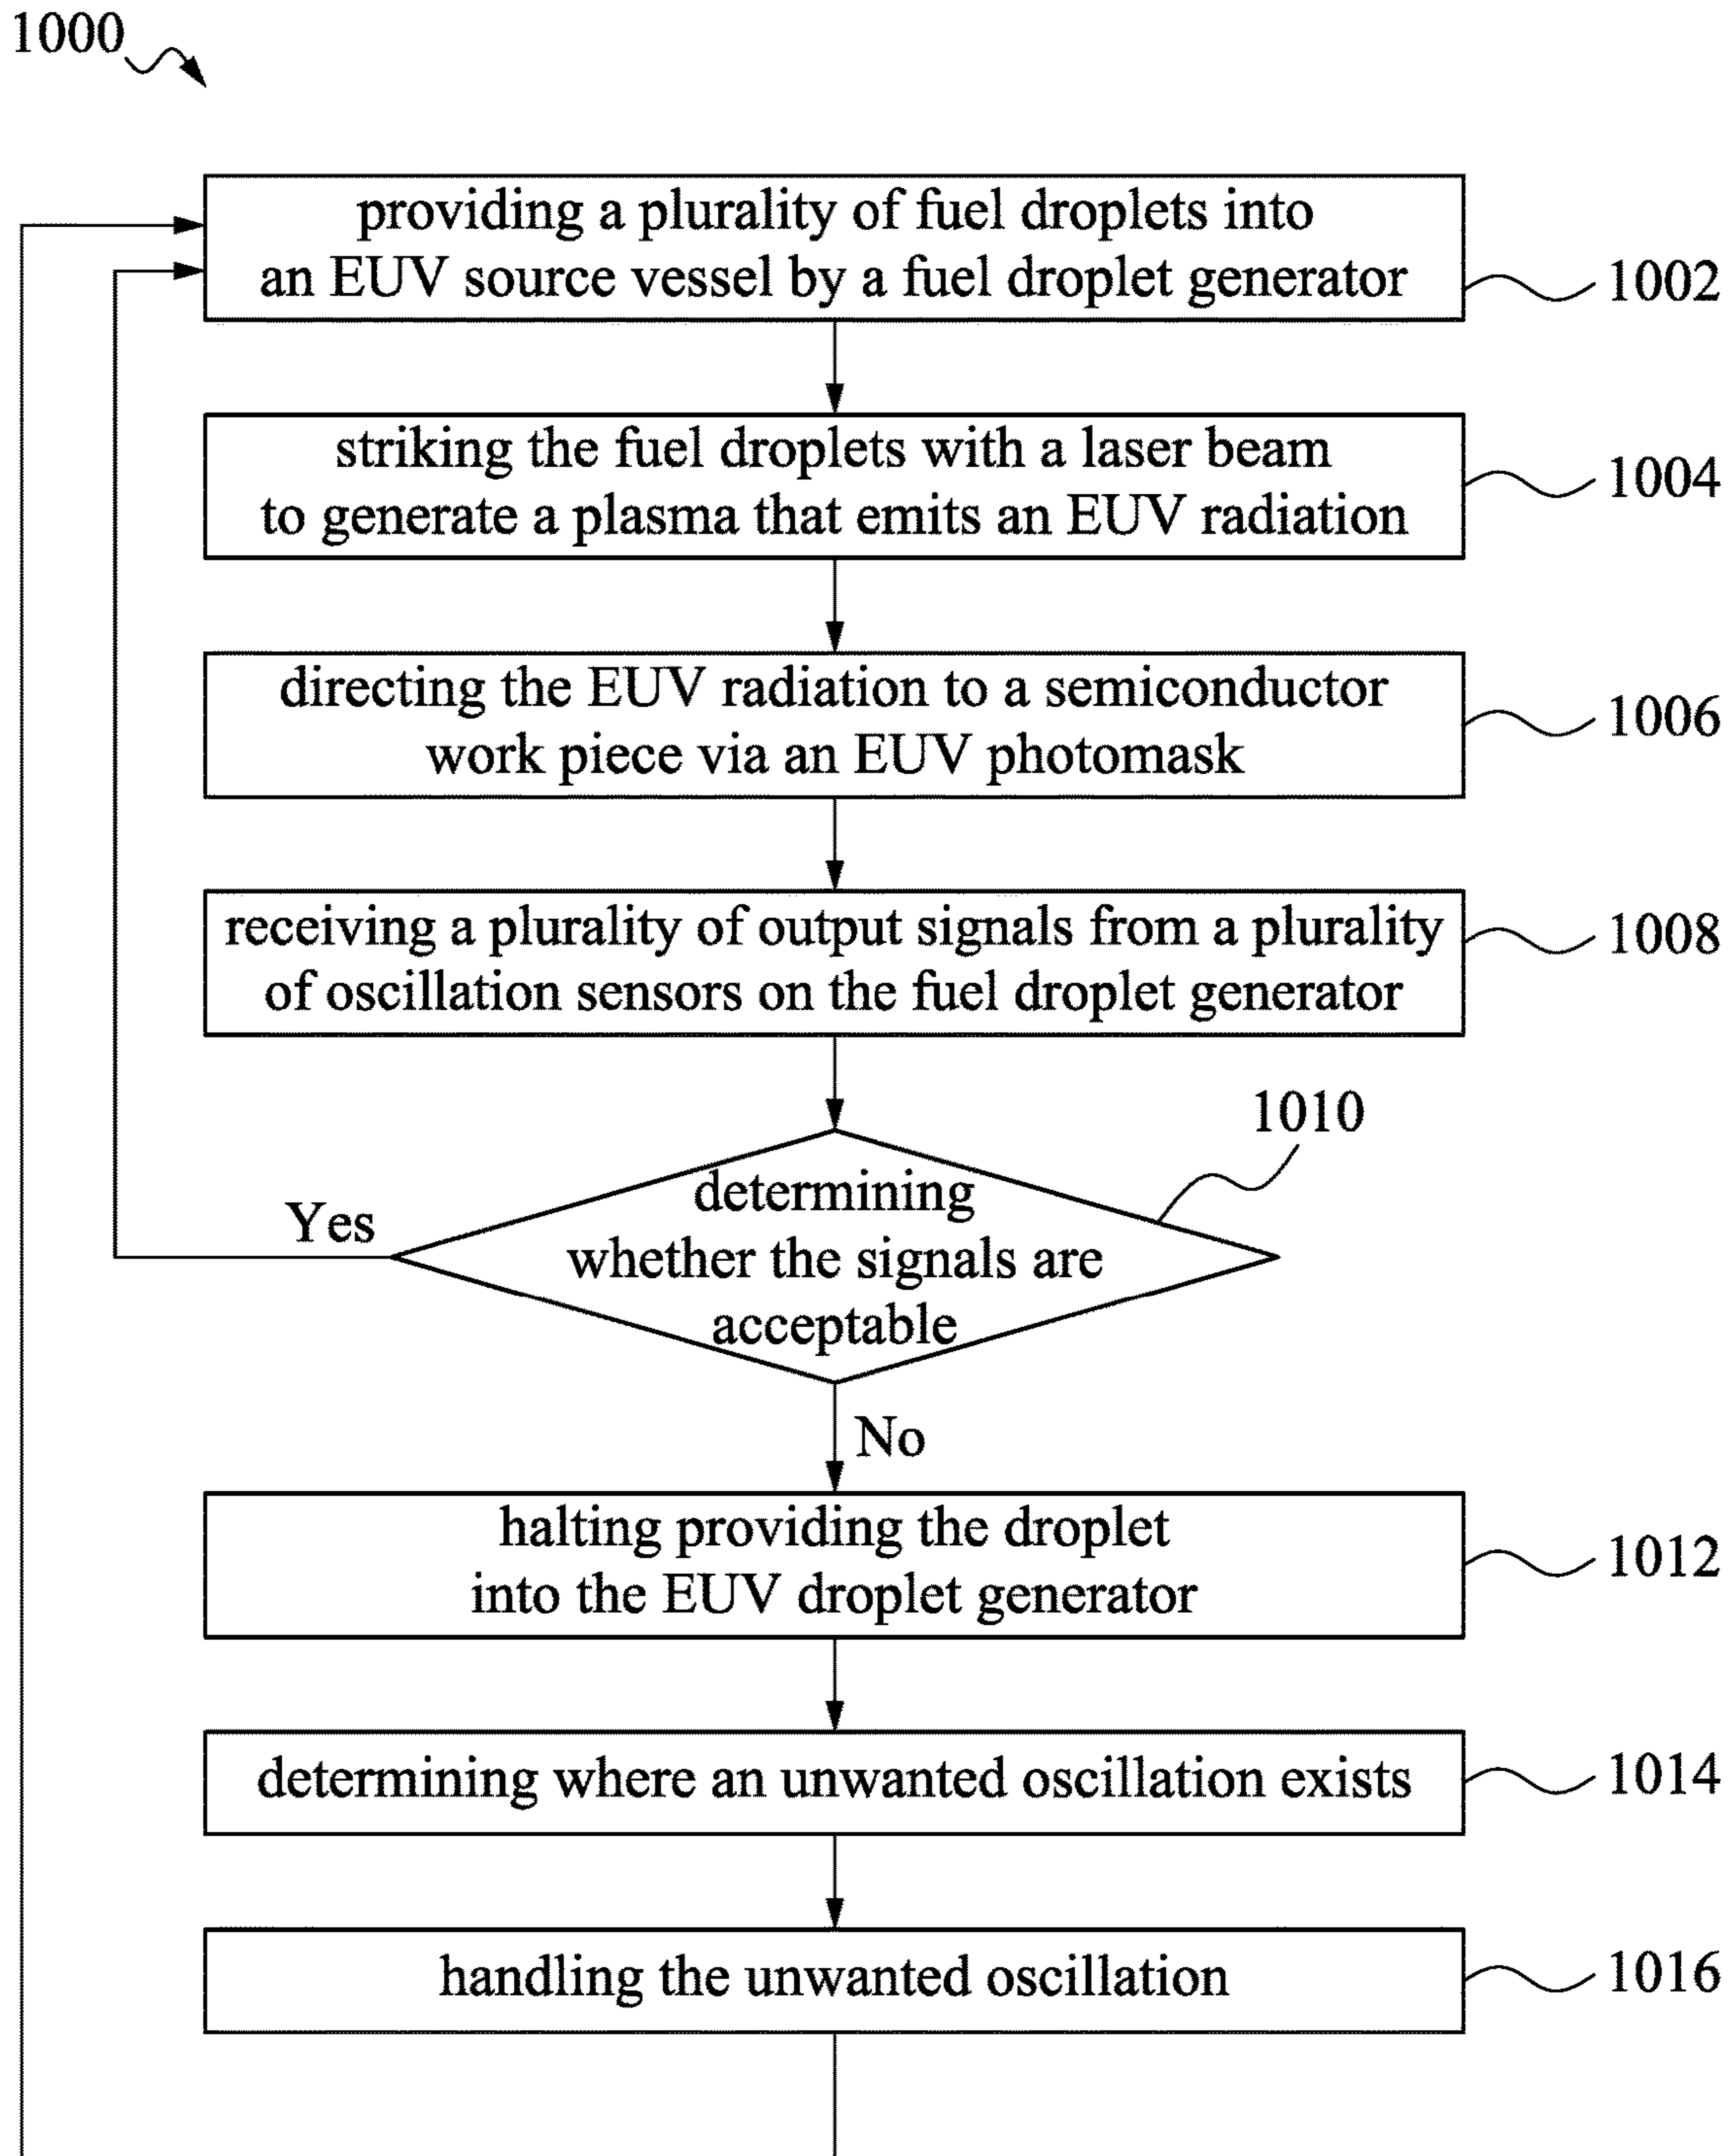 1000
providing a plurality of fuel droplets into
an EUV source vessel by a fuel droplet generator
1002
striking the fuel droplets with a laser beam
to generate a plasma that emits an EUV radiation
1004
directing the EUV radiation to a semiconductor
work piece via an EUV photomask
1006
receiving a plurality of output signals from a plurality
of oscillation sensors on the fuel droplet generator
1008
1010
determining
whether the signals are
acceptable
Yes
No
halting providing the droplet
into the EUV droplet generator
1012
determining where an unwanted oscillation exists
1014
handling the unwanted oscillation
1016